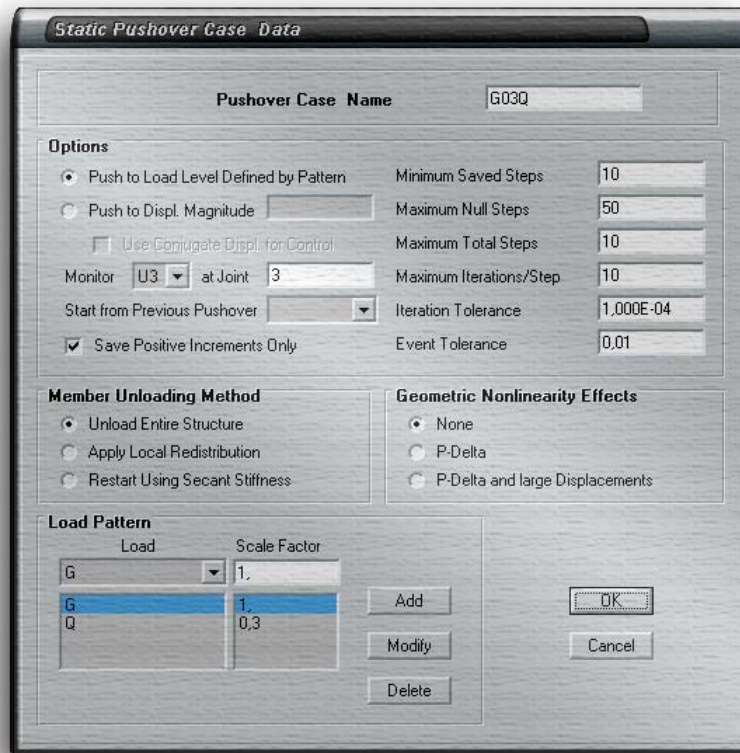 Static Pushover Case Data
Pushover Case Name G03Q
Options
Push to Load Level Defined by Pattern
Push to Displ. Magnitude
Use Conjugate Displ. for Control
Monitor U3 at Joint 3
Start from Previous Pushover
Save Positive Increments Only
Minimum Saved Steps 10
Maximum Null Steps 50
Maximum Total Steps 10
Maximum Iterations/Step 10
Iteration Tolerance 1,000E-04
Event Tolerance 0,01
Member Unloading Method
Unload Entire Structure
Apply Local Redistribution
Restart Using Secant Stiffness
Geometric Nonlinearity Effects
None
P-Delta
P-Delta and large Displacements
Load Pattern
Load Scale Factor
G 1,
G 1,
Q 0,3
Add
Modify
Delete
OK
Cancel